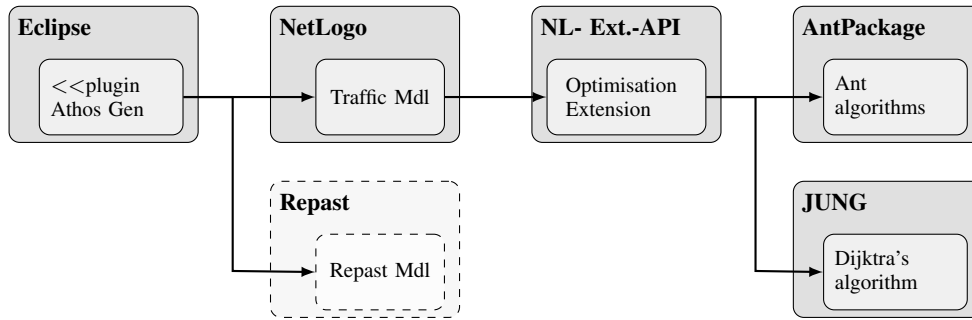 Eclipse
<<plugin
Athos Gen
NetLogo
Traffic Mdl
NL- Ext.-API
Optimisation
Extension
AntPackage
Ant
algorithms
Repast
Repast Mdl
JUNG
Dijktra's
algorithm